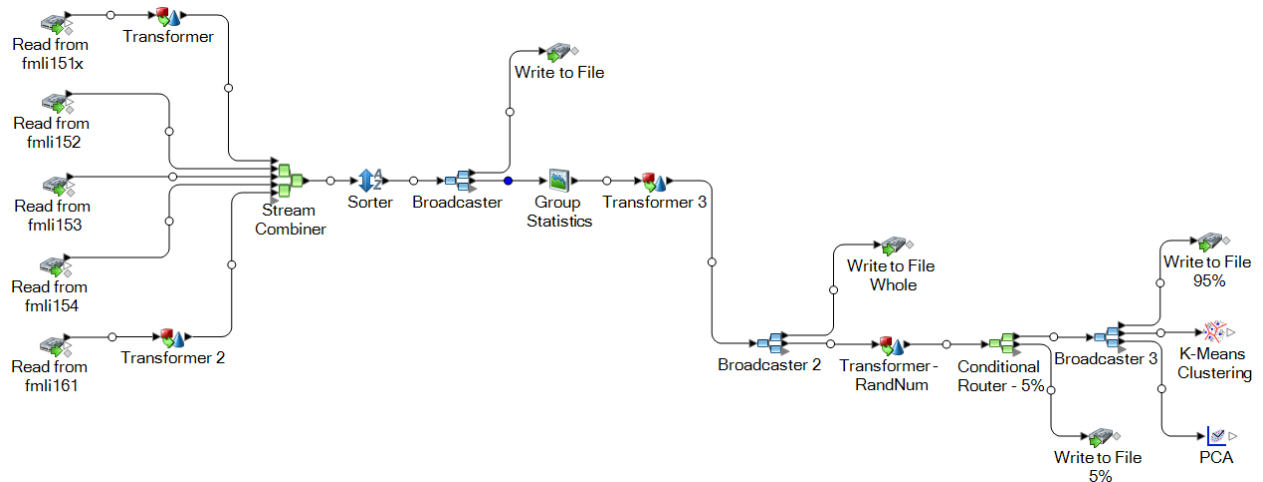 Read from
fmli151x
Transformer
Read from
fmli152
Read from
fmli153
Read from
fmli154
Read from
fmli161
Transformer 2
Stream
Combiner
Sorter
Broadcaster
Write to File
Group
Statistics
Transformer 3
Broadcaster 2
Write to File
Whole
Transformer -
RandNum
Conditional
Router - 5%
Write to File
5%
Broadcaster 3
Write to File
95%
K-Means
Clustering
PCA